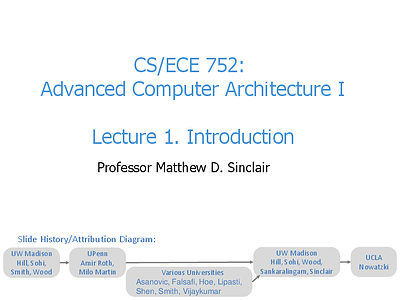 CS/ECE 752:
Advanced Computer Architecture I
Lecture 1. Introduction
Professor Matthew D. Sinclair
Slide History/Attribution Diagram:
UW Madison
Hill, Sohi,
Smith, Wood
UPenn
Amir Roth,
Milo Martin
Various Universities
Asanovic, Falsafi, Hoe, Lipasti,
Shen, Smith, Vijaykumar
UW Madison
Hill, Sohi, Wood,
Sankaralingam, Sinclair
UCLA
Nowatzki